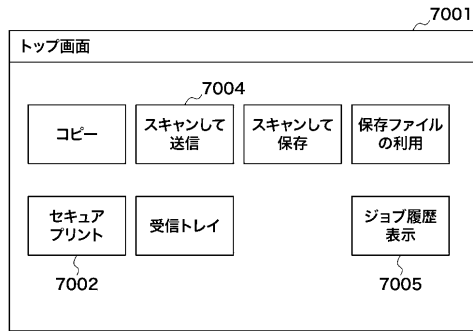 7001
トップ画面
7004
コピー
スキャンして
送信
スキャンして
保存
保存ファイル
の利用
セキュア
プリント
受信トレイ
ジョブ履歴
表示
7002
7005